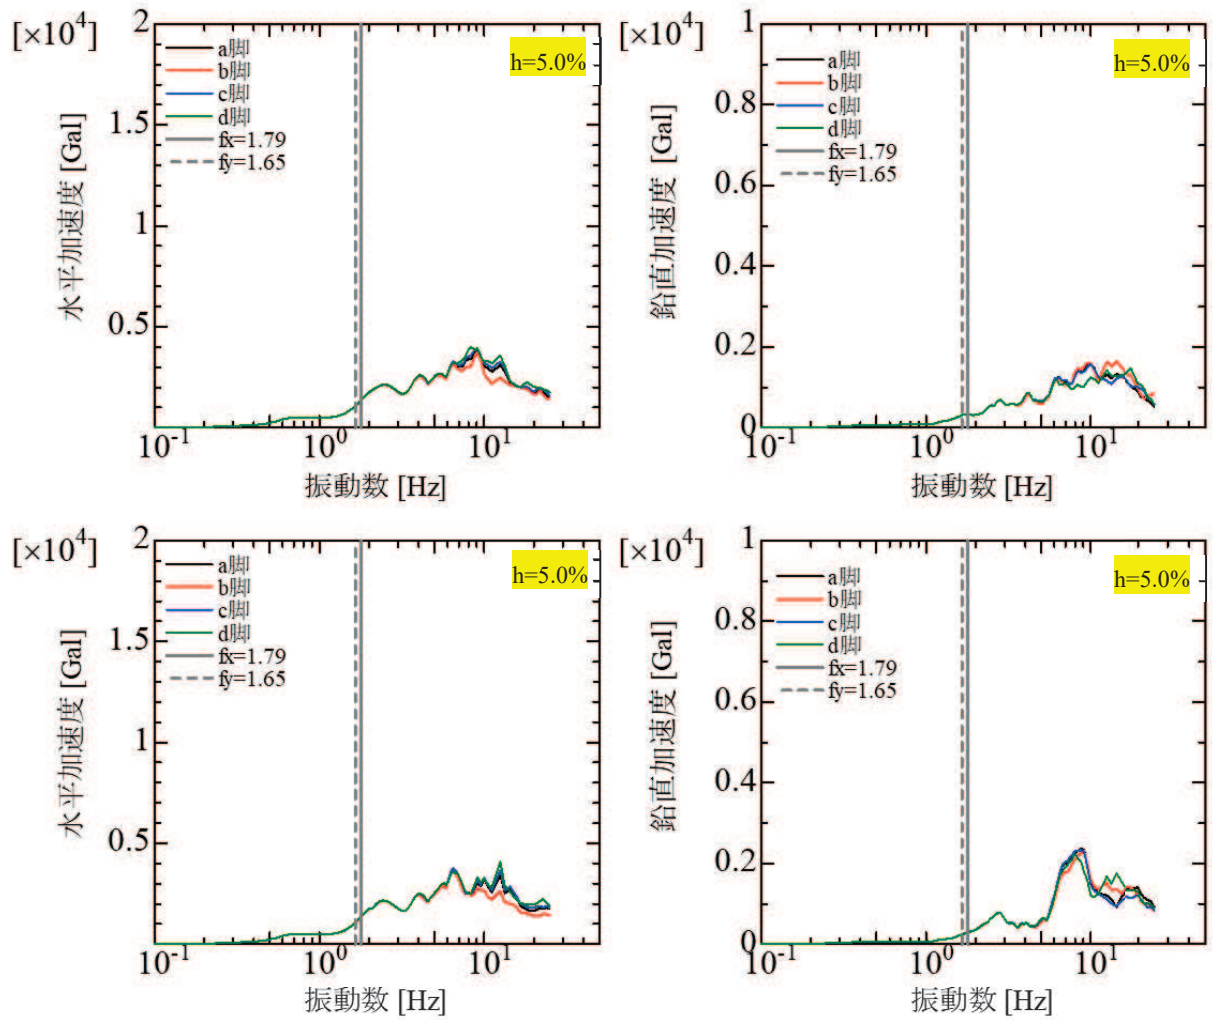 [×10⁴]
2
1.5
1
0.5
水平加速度 [Gal]
a脚
b脚
c脚
d脚
fx=1.79
fy=1.65
h=5.0%
10⁻¹
10⁰
10¹
振動数 [Hz]
[×10⁴]
1
0.8
0.6
0.4
0.2
0
鉛直加速度 [Gal]
a脚
b脚
c脚
d脚
fx=1.79
fy=1.65
h=5.0%
10⁻¹
10⁰
10¹
振動数 [Hz]
[×10⁴]
2
1.5
1
0.5
水平加速度 [Gal]
a脚
b脚
c脚
d脚
fx=1.79
fy=1.65
h=5.0%
10⁻¹
10⁰
10¹
振動数 [Hz]
[×10⁴]
1
0.8
0.6
0.4
0.2
0
鉛直加速度 [Gal]
a脚
b脚
c脚
d脚
fx=1.79
fy=1.65
h=5.0%
10⁻¹
10⁰
10¹
振動数 [Hz]